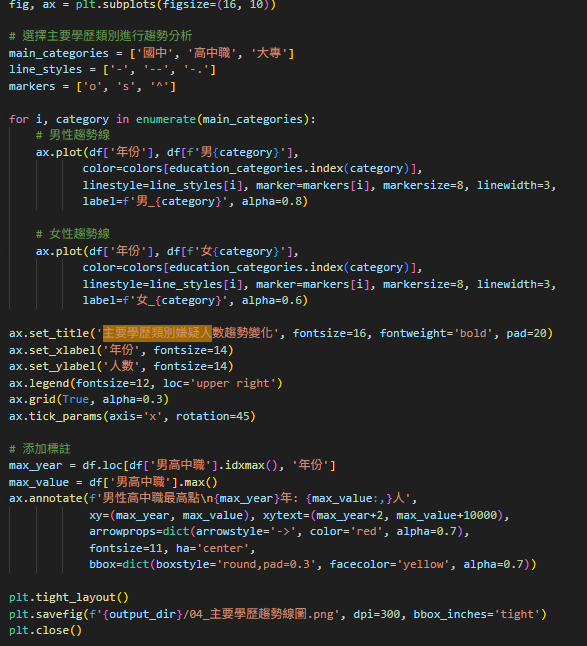 fig, ax = plt.subplots(figsize=(16, 10))
# 選擇主要學歷類別進行趨勢分析
main_categories = ['國中', '高中職', '大專']
line_styles = ['-', '--', '-.']
markers = ['o', 's', '^']
for i, category in enumerate(main_categories):
    # 男性趨勢線
    ax.plot(df['年份'], df[f'男{category}'],
            color=colors[education_categories.index(category)],
            linestyle=line_styles[i], marker=markers[i], markersize=8, linewidth=3,
            label=f'男_{category}', alpha=0.8)
    # 女性趨勢線
    ax.plot(df['年份'], df[f'女{category}'],
            color=colors[education_categories.index(category)],
            linestyle=line_styles[i], marker=markers[i], markersize=8, linewidth=3,
            label=f'女_{category}', alpha=0.6)
ax.set_title('主要學歷類別嫌疑人數趨勢變化', fontsize=16, fontweight='bold', pad=20)
ax.set_xlabel('年份', fontsize=14)
ax.set_ylabel('人數', fontsize=14)
ax.legend(fontsize=12, loc='upper right')
ax.grid(True, alpha=0.3)
ax.tick_params(axis='x', rotation=45)
# 添加標註
max_year = df.loc[df['男高中職'].idxmax(), '年份']
max_value = df['男高中職'].max()
ax.annotate(f'男性高中職最高點\n{max_year}年: {max_value:,}人',
            xy=(max_year, max_value), xytext=(max_year+2, max_value+10000),
            arrowprops=dict(arrowstyle='->', color='red', alpha=0.7),
            fontsize=11, ha='center',
            bbox=dict(boxstyle='round,pad=0.3', facecolor='yellow', alpha=0.7))
plt.tight_layout()
plt.savefig(f'{output_dir}/04_主要學歷趨勢線圖.png', dpi=300, bbox_inches='tight')
plt.close()